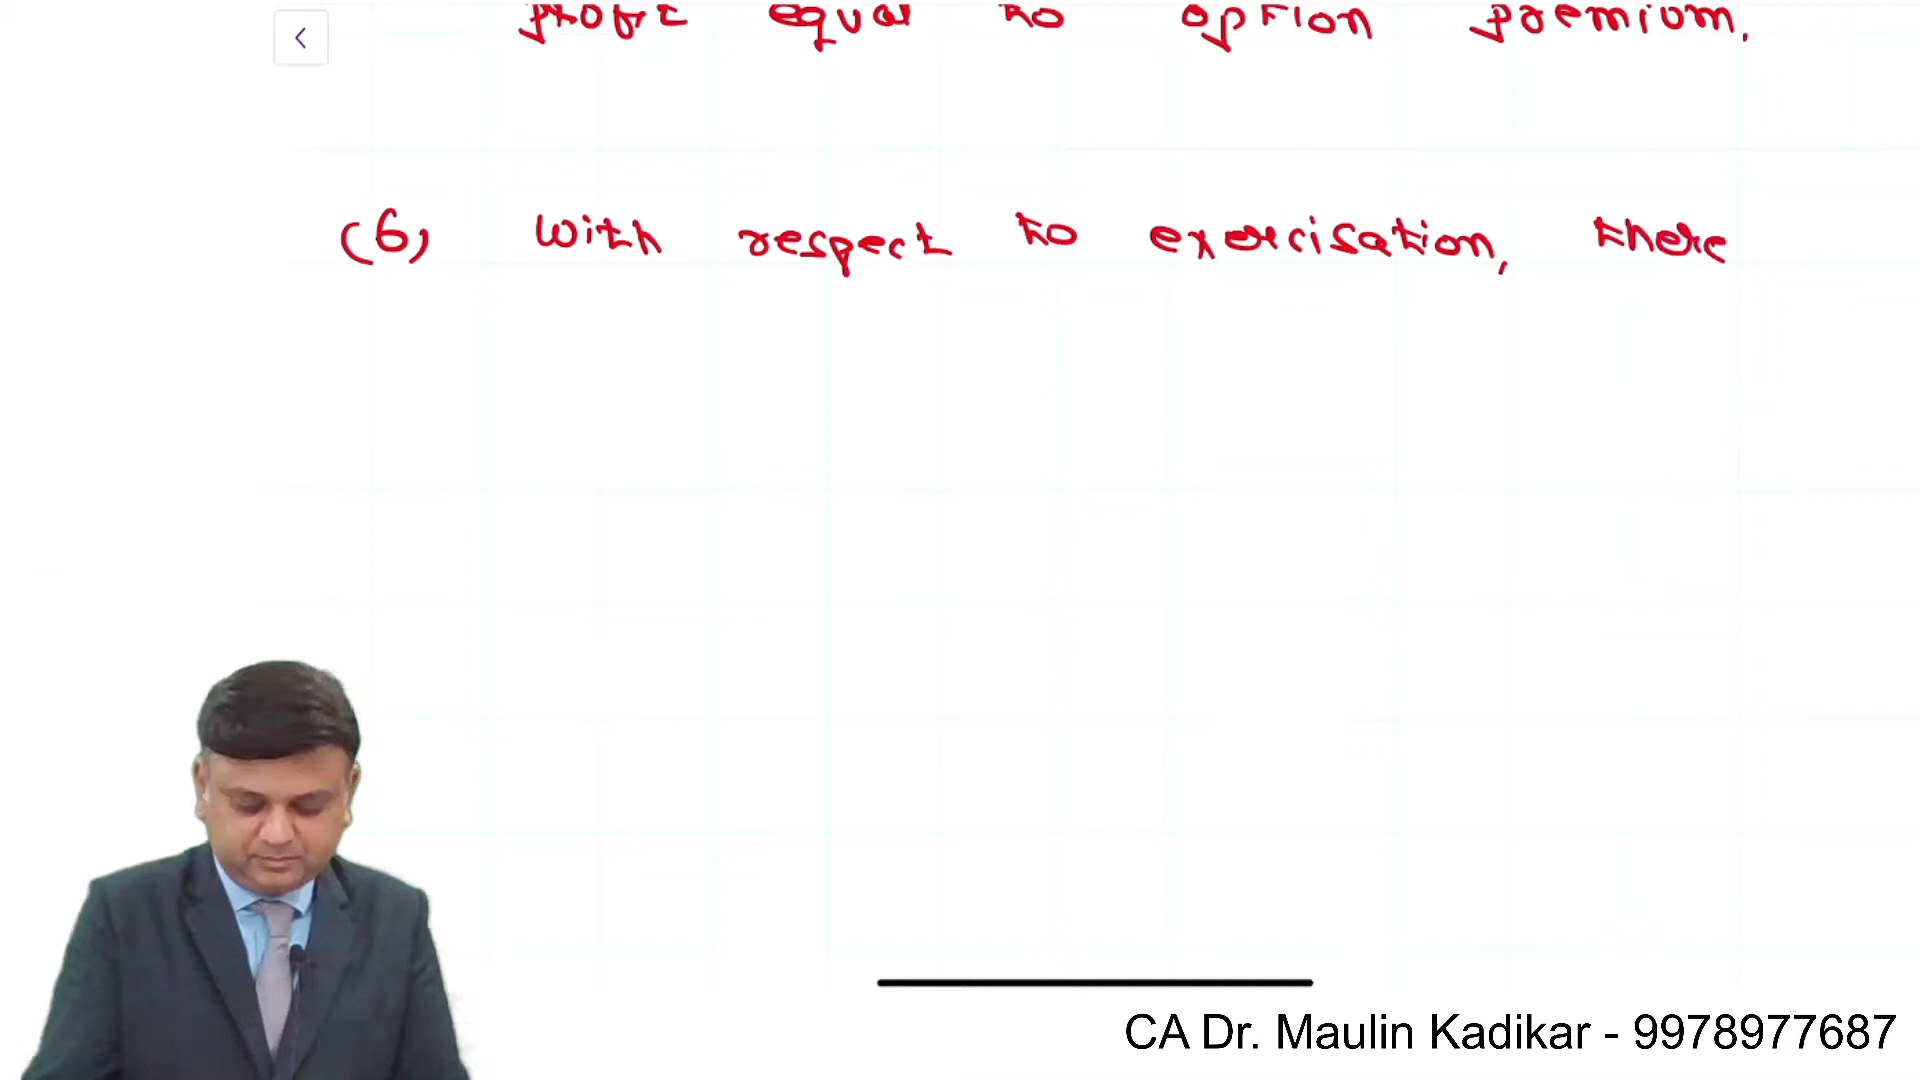 profit equal to option premium.
(6) With respect to exercisation, there
CA Dr. Maulin Kadikar - 9978977687